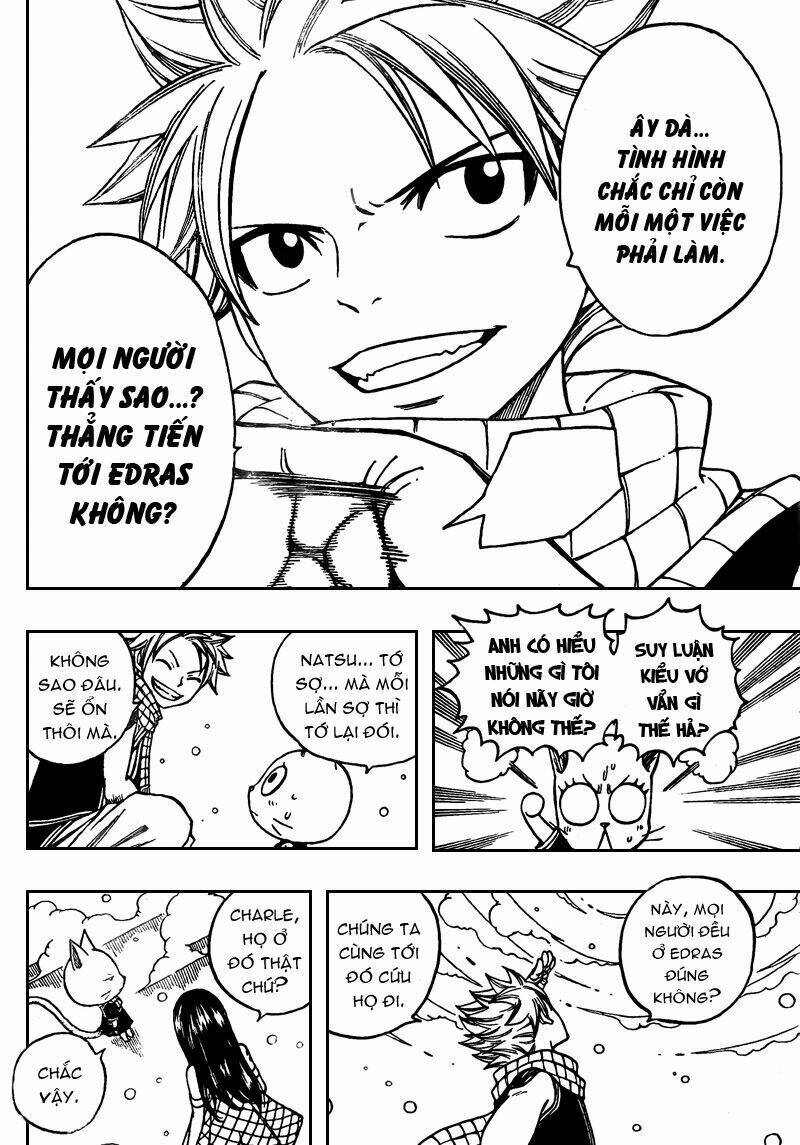 ÂY DÀ...
TÌNH HÌNH
CHẮC CHỈ CÒN
MỖI MỘT VIỆC
PHẢI LÀM.
MỌI NGƯỜI
THẤY SAO...?
THẲNG TIẾN
TỚI EDRAS
KHÔNG?
SUY LUẬN
KIỂU VỚ
VẨN GÌ
THẾ HẢ?
ANH CÓ HIỂU
NHỮNG GÌ TÔI
NÓI NÃY GIỜ
KHÔNG THẾ?
NATSU... TỚ
SỢ... MÀ MỖI
LẦN SỢ THÌ
TỚ LẠI ĐÓI.
KHÔNG
SAO ĐÂU.
SẼ ỔN
THÔI MÀ.
NÀY, MỌI
NGƯỜI ĐỀU
Ở EDRAS
ĐÚNG
KHÔNG?
CHÚNG TA
CÙNG TỚI
ĐÓ CỨU
HỌ ĐI.
CHARLE,
HỌ Ở
ĐÓ THẬT
CHỨ?
CHẮC
VẬY.